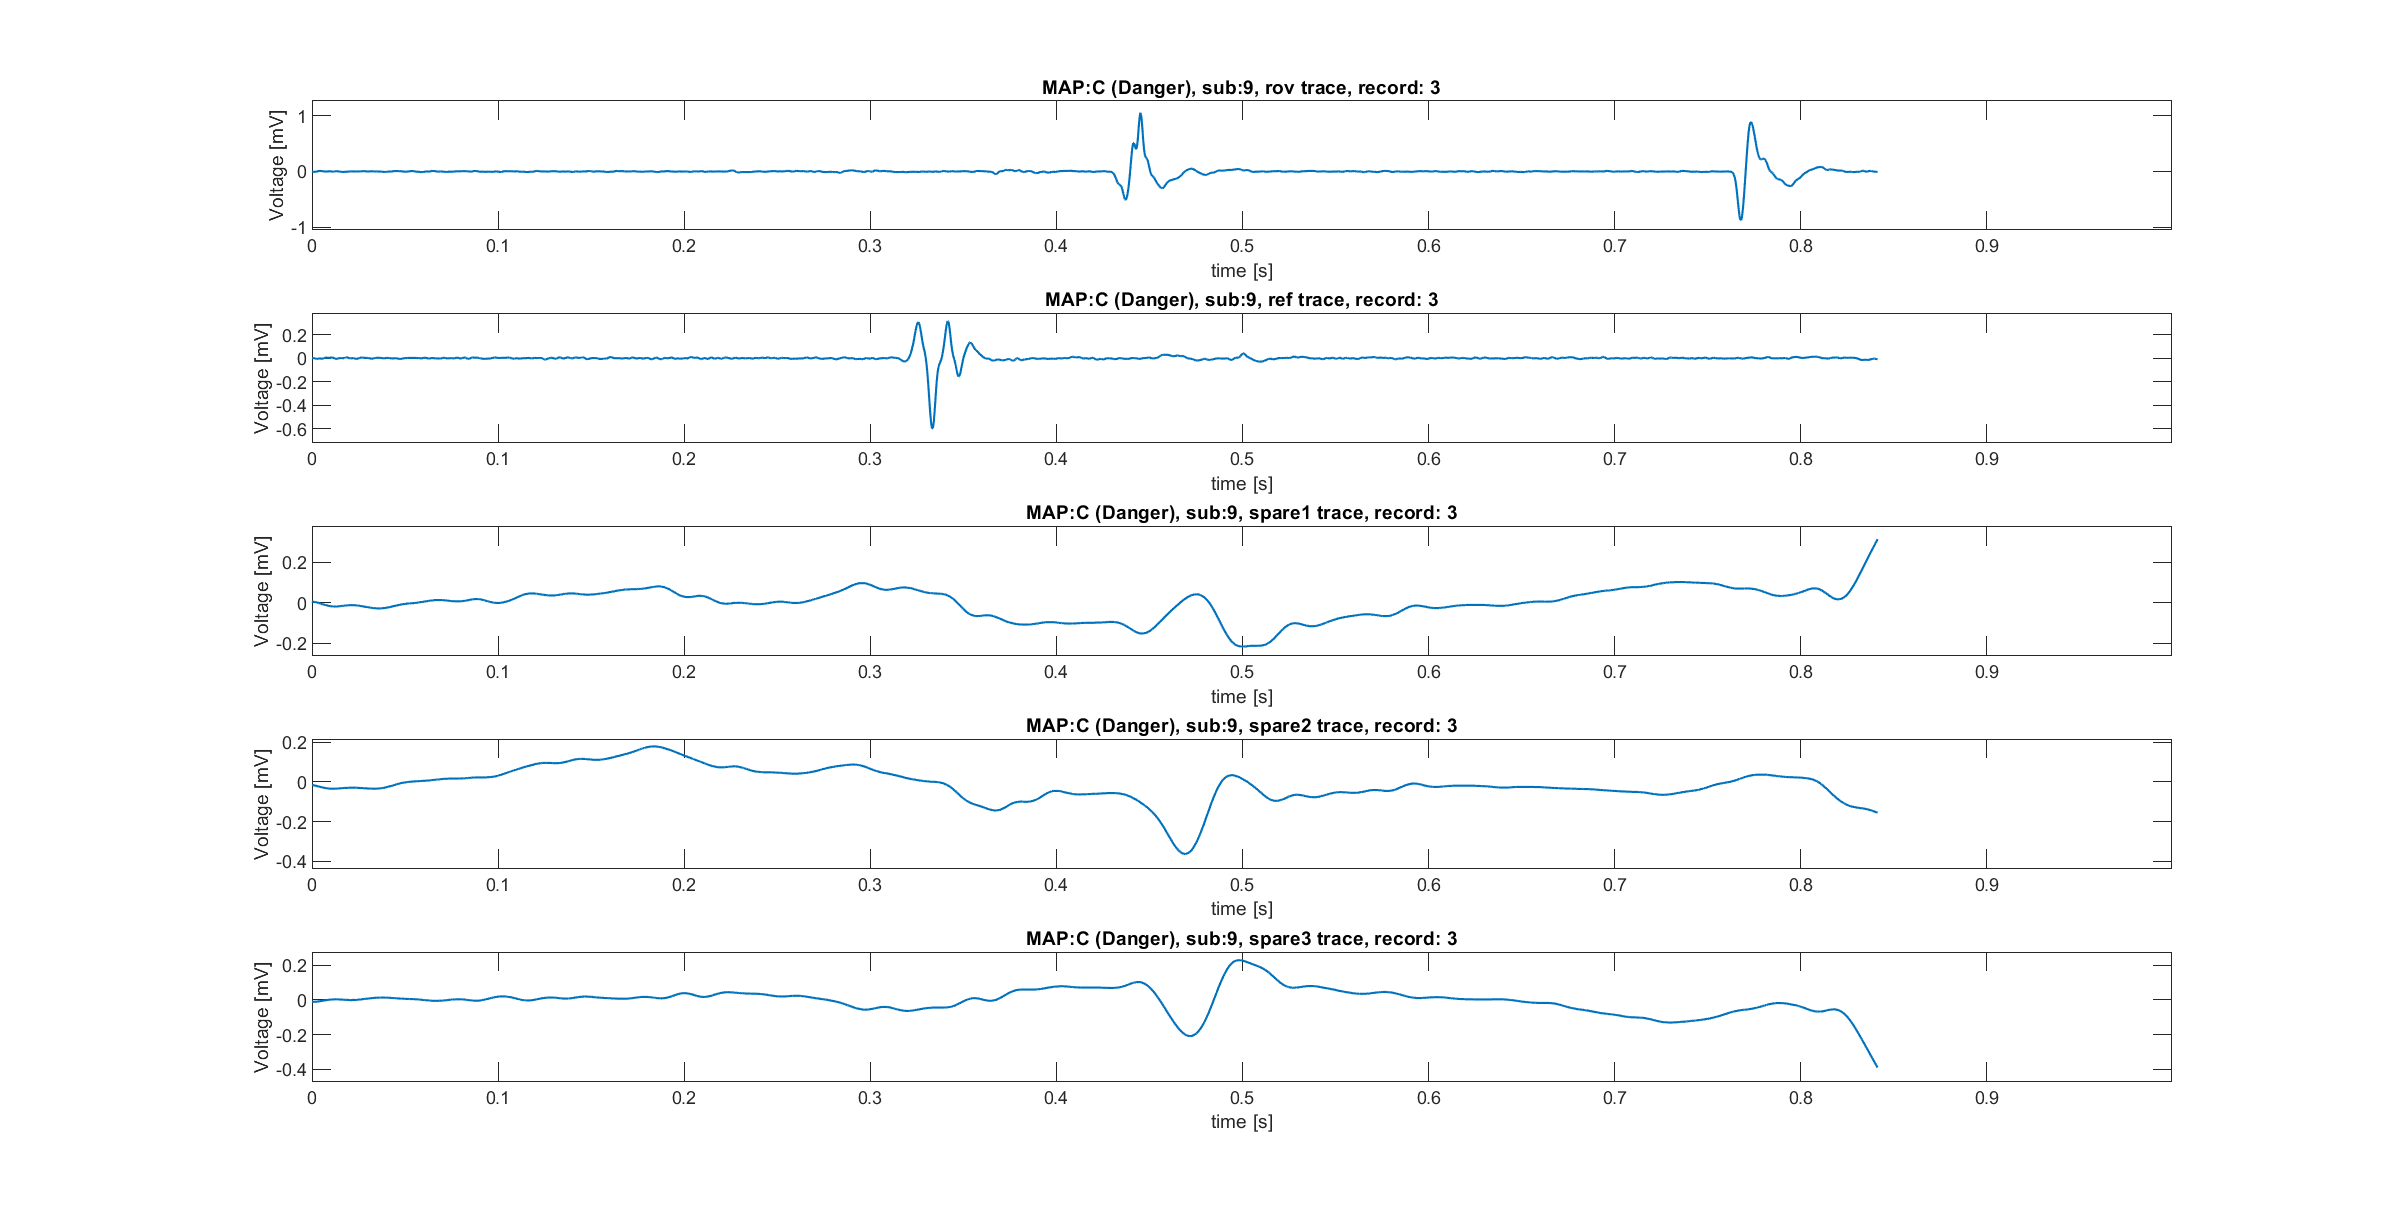 MAP:C (Danger), sub:9, rov trace, record: 3
Voltage [mV]
1
0
-1
0 0.1 0.2 0.3 0.4 0.5 0.6 0.7 0.8 0.9
time [s]
MAP:C (Danger), sub:9, ref trace, record: 3
Voltage [mV]
0.2
0
-0.2
-0.4
-0.6
0 0.1 0.2 0.3 0.4 0.5 0.6 0.7 0.8 0.9
time [s]
MAP:C (Danger), sub:9, spare1 trace, record: 3
Voltage [mV]
0.2
0
-0.2
0 0.1 0.2 0.3 0.4 0.5 0.6 0.7 0.8 0.9
time [s]
MAP:C (Danger), sub:9, spare2 trace, record: 3
Voltage [mV]
0.2
0
-0.2
-0.4
0 0.1 0.2 0.3 0.4 0.5 0.6 0.7 0.8 0.9
time [s]
MAP:C (Danger), sub:9, spare3 trace, record: 3
Voltage [mV]
0.2
0
-0.2
-0.4
0 0.1 0.2 0.3 0.4 0.5 0.6 0.7 0.8 0.9
time [s]